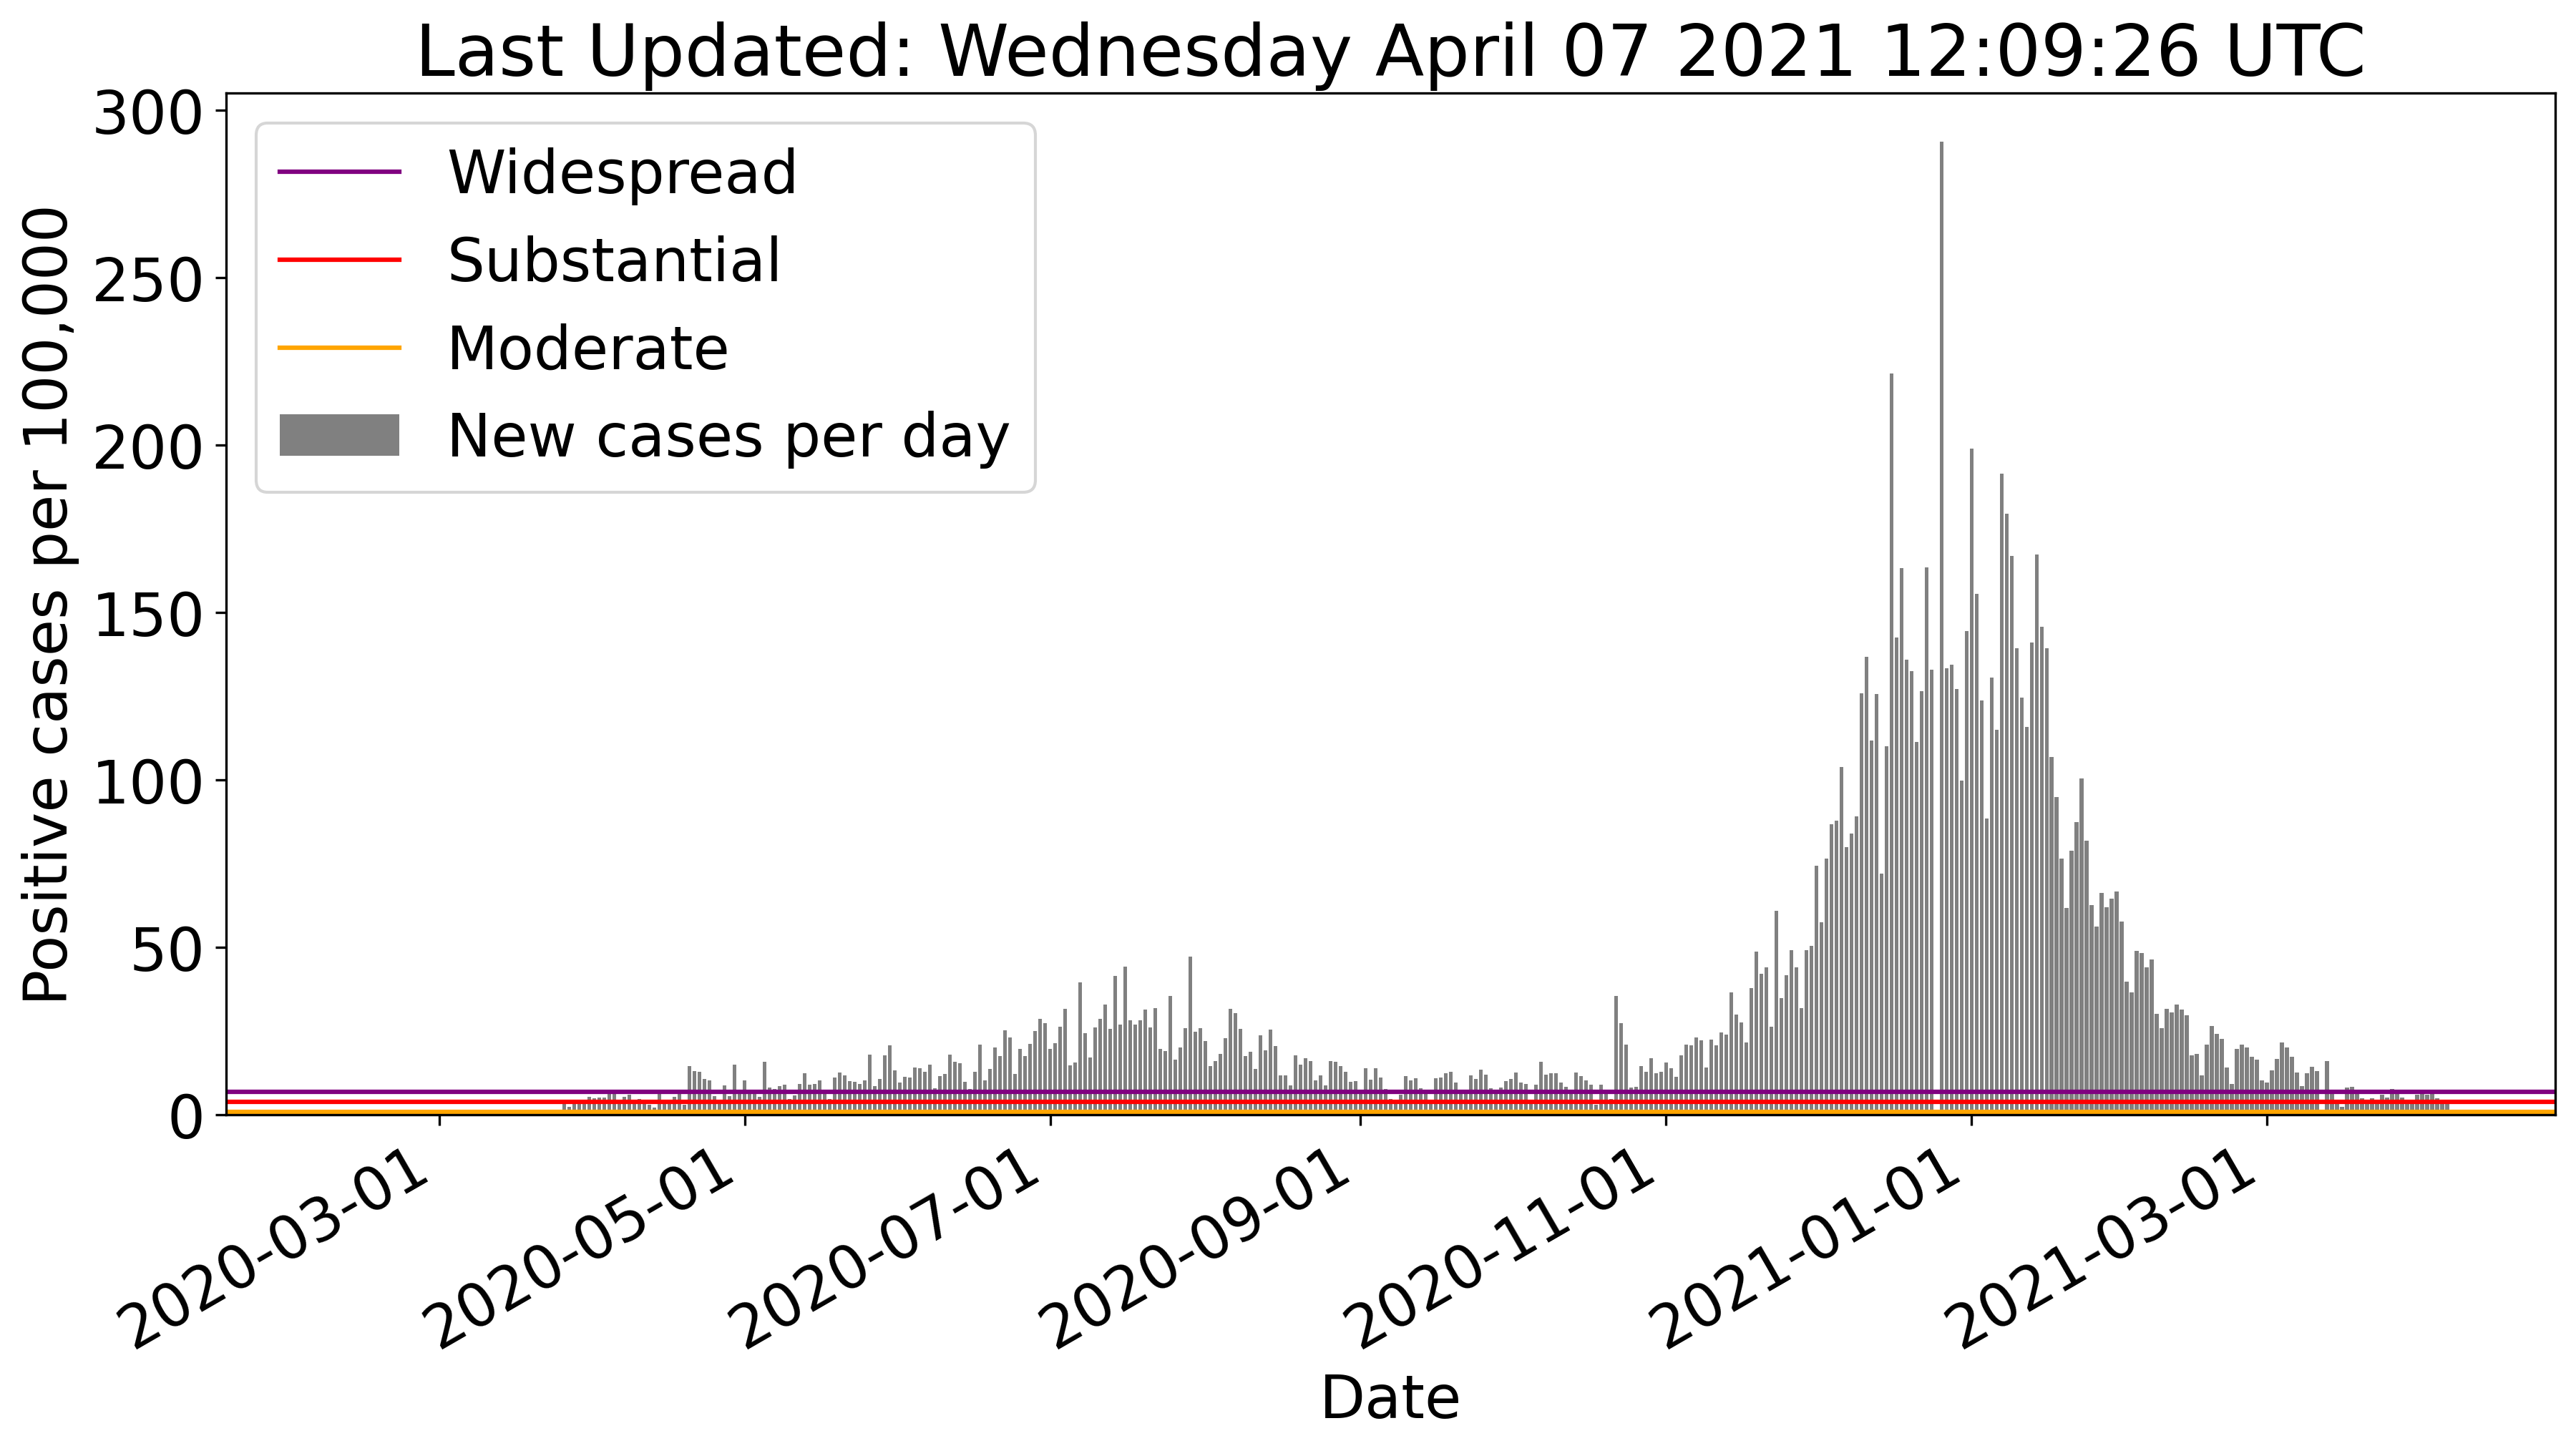 Last Updated: Wednesday April 07 2021 12:09:26 UTC
Positive cases per 100,000
300
250
200
150
100
50
0
Widespread
Substantial
Moderate
New cases per day
2020-03-01
2020-05-01
2020-07-01
2020-09-01
2020-11-01
2021-01-01
2021-03-01
Date